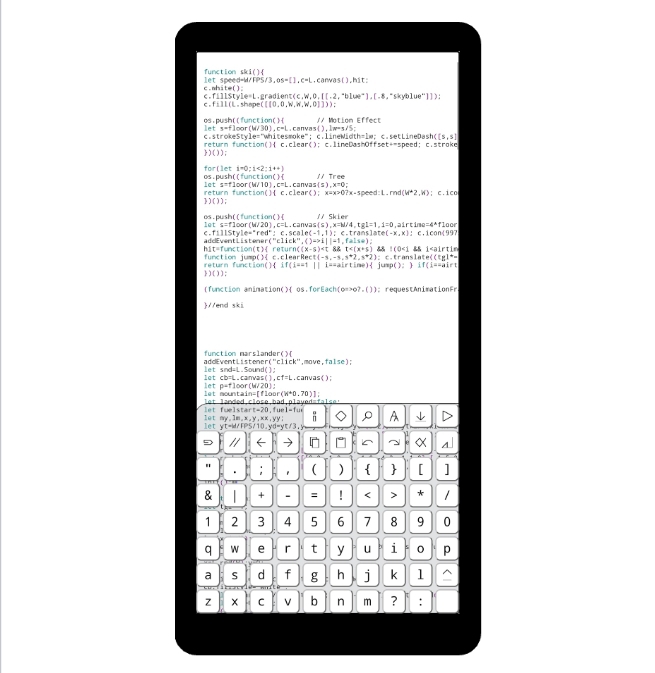 function ski(){
let speed=W/FPS/3,os=[],c=L.canvas(),hit;
c.white();
c.fillStyle=L.gradient(c,W,0,[[.2,"blue"],[.8,"skyblue"]]);
c.fill(L.shape([[0,0,W,W,W,0]]));
os.push((function(){ // Motion Effect
let s=floor(W/30),c=L.canvas(),lw=s/5;
c.strokeStyle="whitesmoke"; c.lineWidth=lw; c.setLineDash([s,s]
return function(){ c.clear(); c.lineDashOffset+=speed; c.stroke
})());
for(let i=0;i<2;i++)
os.push((function(){ // Tree
let s=floor(W/10),c=L.canvas(s),x=0;
return function(){ c.clear(); x=x>0?x-speed:L.rnd(W*2,W); c.ico
})());
os.push((function(){ // Skier
let s=floor(W/20),c=L.canvas(s),x=W/4,tgl=1,i=0,airtime=4*floor
c.fillStyle="red"; c.scale(-1,1); c.translate(-x,x); c.icon(99?
addEventListener("click",()=>i||=1,false);
hit=function(t){ return((x-s)<t && t<(x+s) && !(0<i && i<airtim
function jump(){ c.clearRect(-s,-s,s*2,s*2); c.translate((tgl*=
return function(){ if(i==1 || i==airtime){ jump(); } if(i==airt
})());
(function animation(){ os.forEach(o=>o?.()); requestAnimationFr
}//end ski
function marslander(){
addEventListener("click",move,false);
let snd=L.Sound();
let cb=L.canvas(),cf=L.canvas();
let p=floor(W/20);
let mountain=[floor(W*0.70)];
let landed,close,bad,played=false;
let fuelstart=20,fuel=fue
let my,lm,x,y,xx,yy;
let yt=W/FPS/10,yd=yt/3,
" . ; , ( ) { } [ ]
& | + - = ! < > * /
1 2 3 4 5 6 7 8 9 0
q w e r t y u i o p
a s d f g h j k l
z x c v b n m ? :